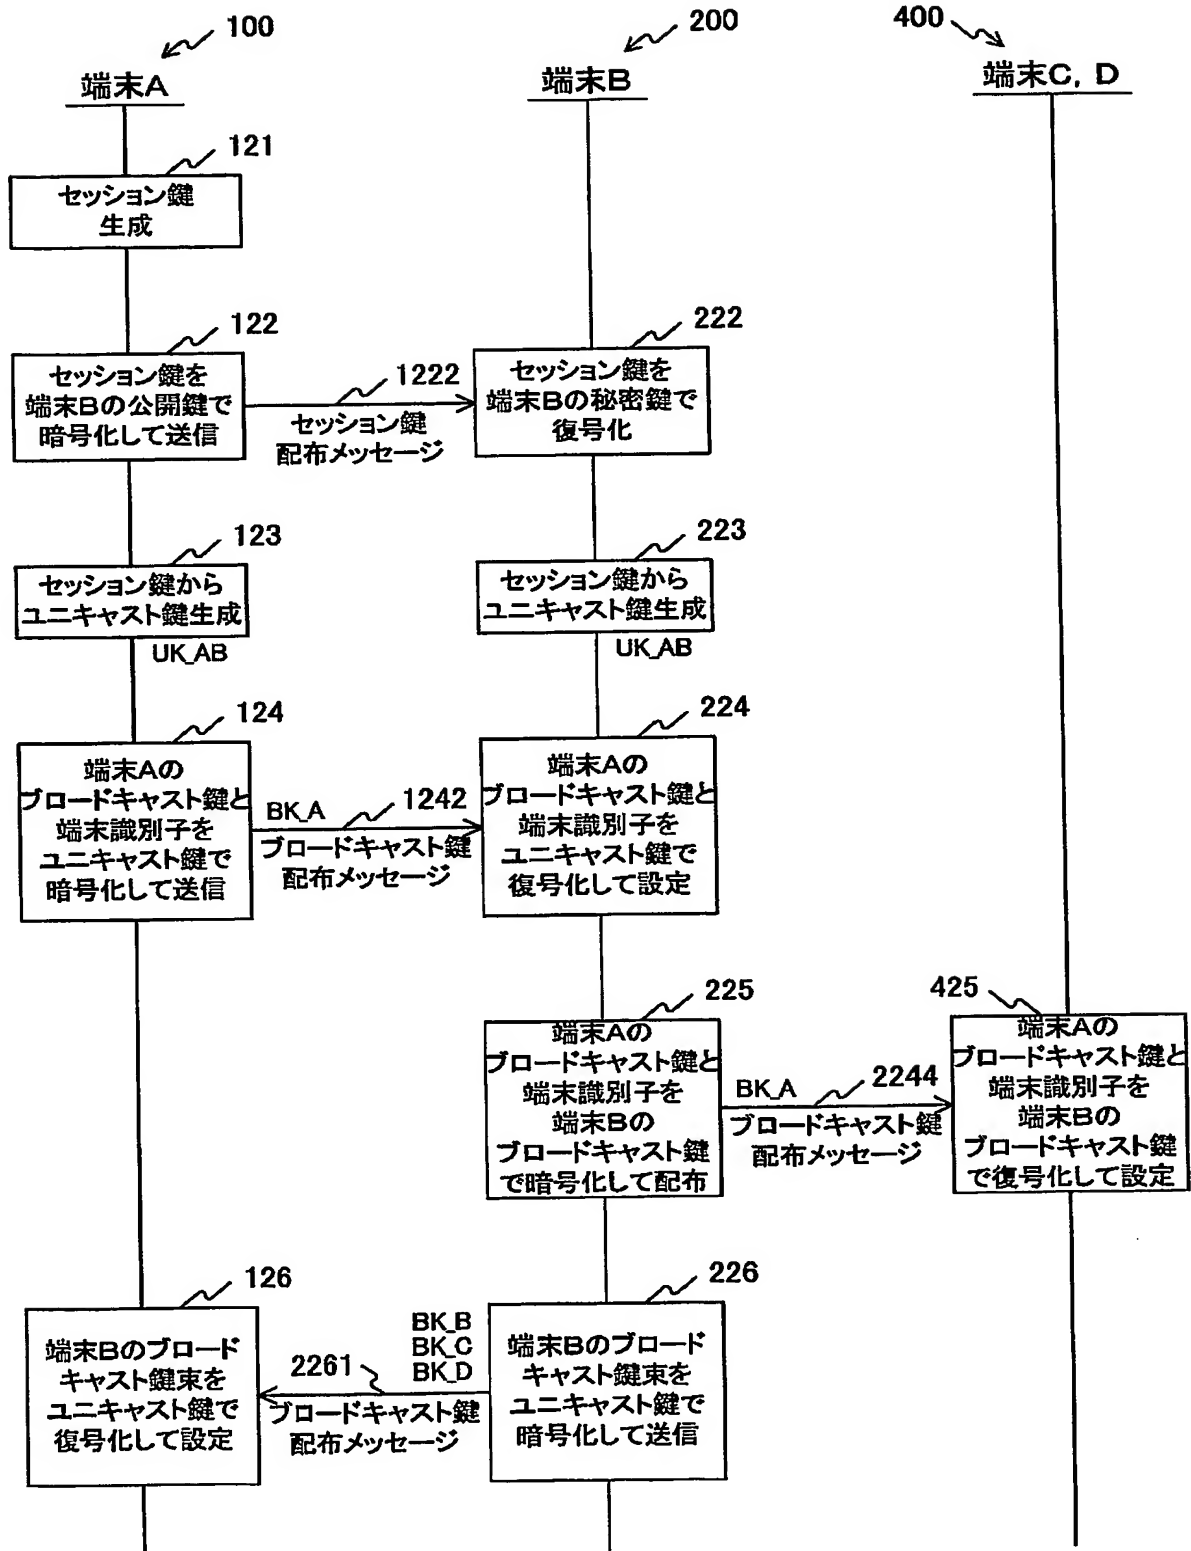 100
200
400
端末A
端末B
端末C, D
121
セッション鍵
生成
122
セッション鍵を
端末Bの公開鍵で
暗号化して送信
1222
セッション鍵
配布メッセージ
222
セッション鍵を
端末Bの秘密鍵で
復号化
123
セッション鍵から
ユニキャスト鍵生成
UK_AB
223
セッション鍵から
ユニキャスト鍵生成
UK_AB
124
端末Aの
ブロードキャスト鍵と
端末識別子を
ユニキャスト鍵で
暗号化して送信
BK_A
1242
ブロードキャスト鍵
配布メッセージ
224
端末Aの
ブロードキャスト鍵と
端末識別子を
ユニキャスト鍵で
復号化して設定
225
端末Aの
ブロードキャスト鍵と
端末識別子を
端末Bの
ブロードキャスト鍵
で暗号化して配布
BK_A
2244
ブロードキャスト鍵
配布メッセージ
425
端末Aの
ブロードキャスト鍵と
端末識別子を
端末Bの
ブロードキャスト鍵
で復号化して設定
126
端末Bのブロード
キャスト鍵束を
ユニキャスト鍵で
復号化して設定
BK_B
BK_C
BK_D
2261
ブロードキャスト鍵
配布メッセージ
226
端末Bのブロード
キャスト鍵束を
ユニキャスト鍵で
暗号化して送信